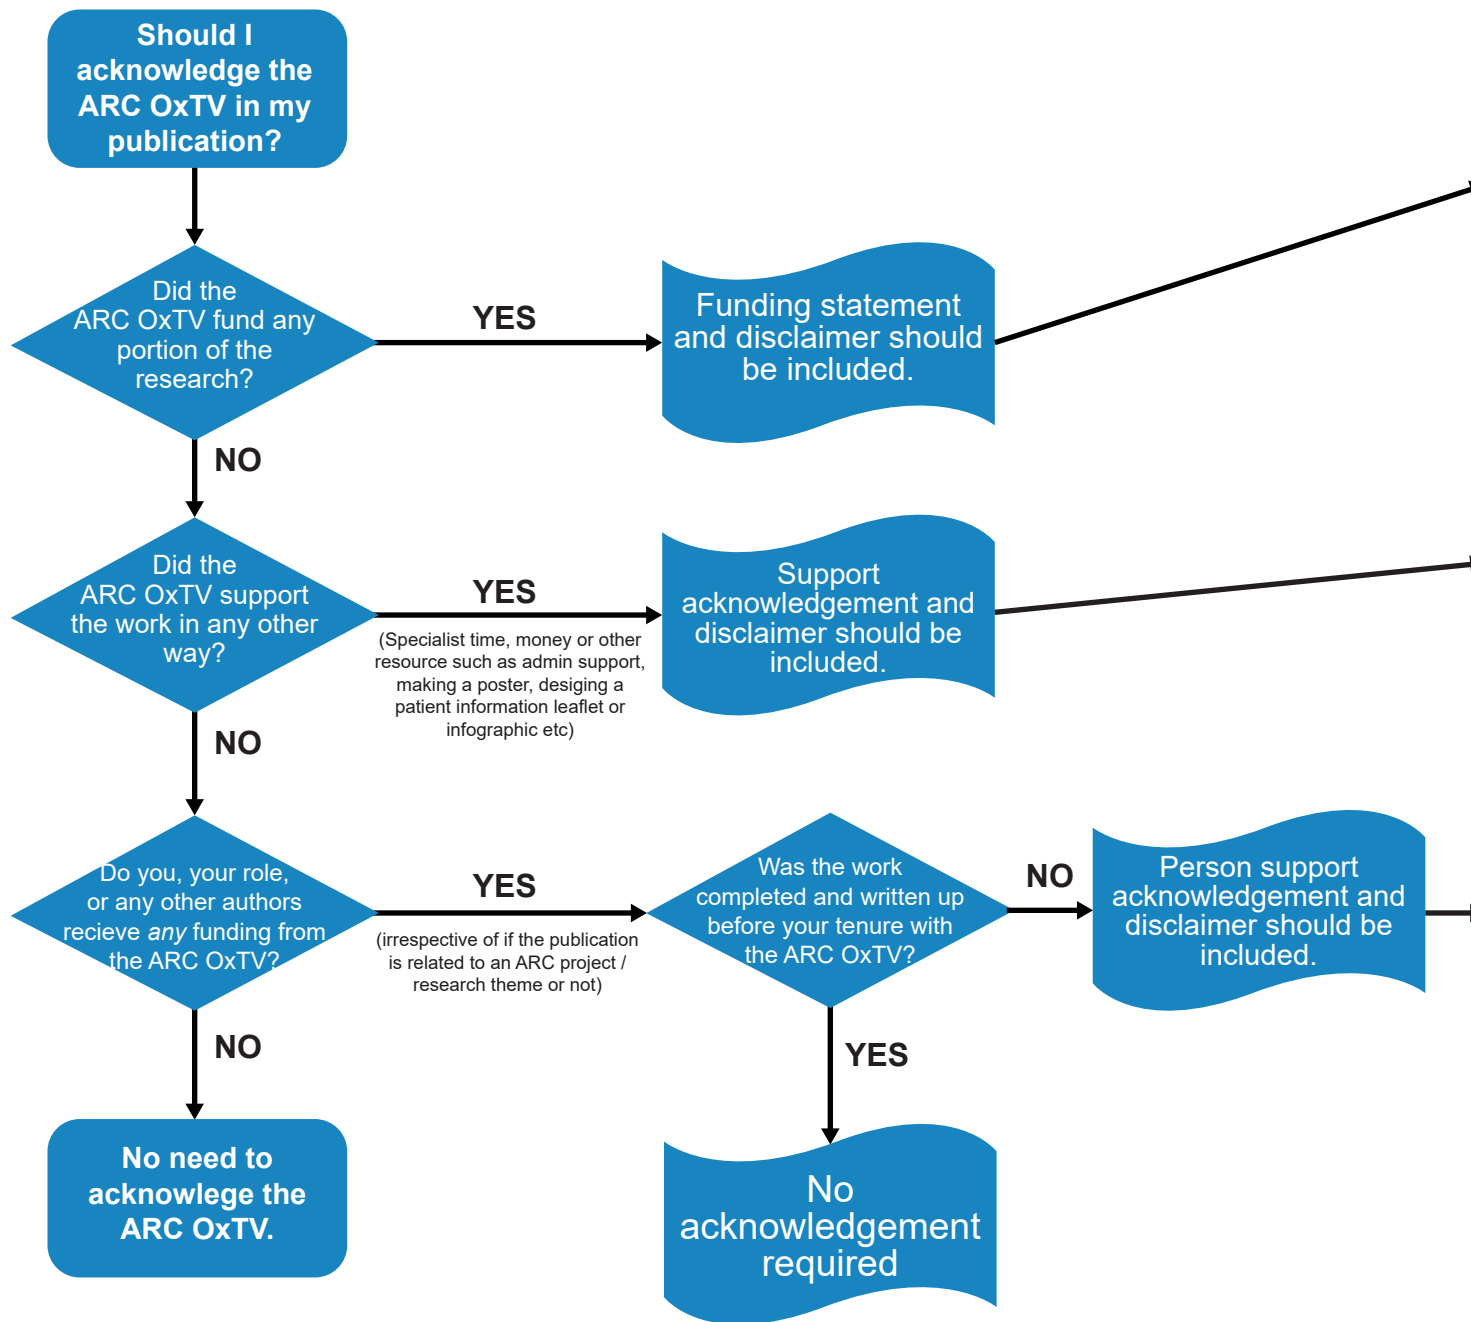 Should I
acknowledge the
ARC OxTV in my
publication?
Did the
ARC OxTV fund any
portion of the
research?
YES
Funding statement
and disclaimer should
be included.
NO
Did the
ARC OxTV support
the work in any other
way?
YES
(Specialist time, money or other
resource such as admin support,
making a poster, desiging a
patient information leaflet or
infographic etc)
Support
acknowledgement and
disclaimer should be
included.
NO
Do you, your role,
or any other authors
recieve any funding from
the ARC OxTV?
YES
(irrespective of if the publication
is related to an ARC project /
research theme or not)
Was the work
completed and written up
before your tenure with
the ARC OxTV?
NO
Person support
acknowledgement and
disclaimer should be
included.
NO
YES
No need to
acknowlege the
ARC OxTV.
No
acknowledgement
required